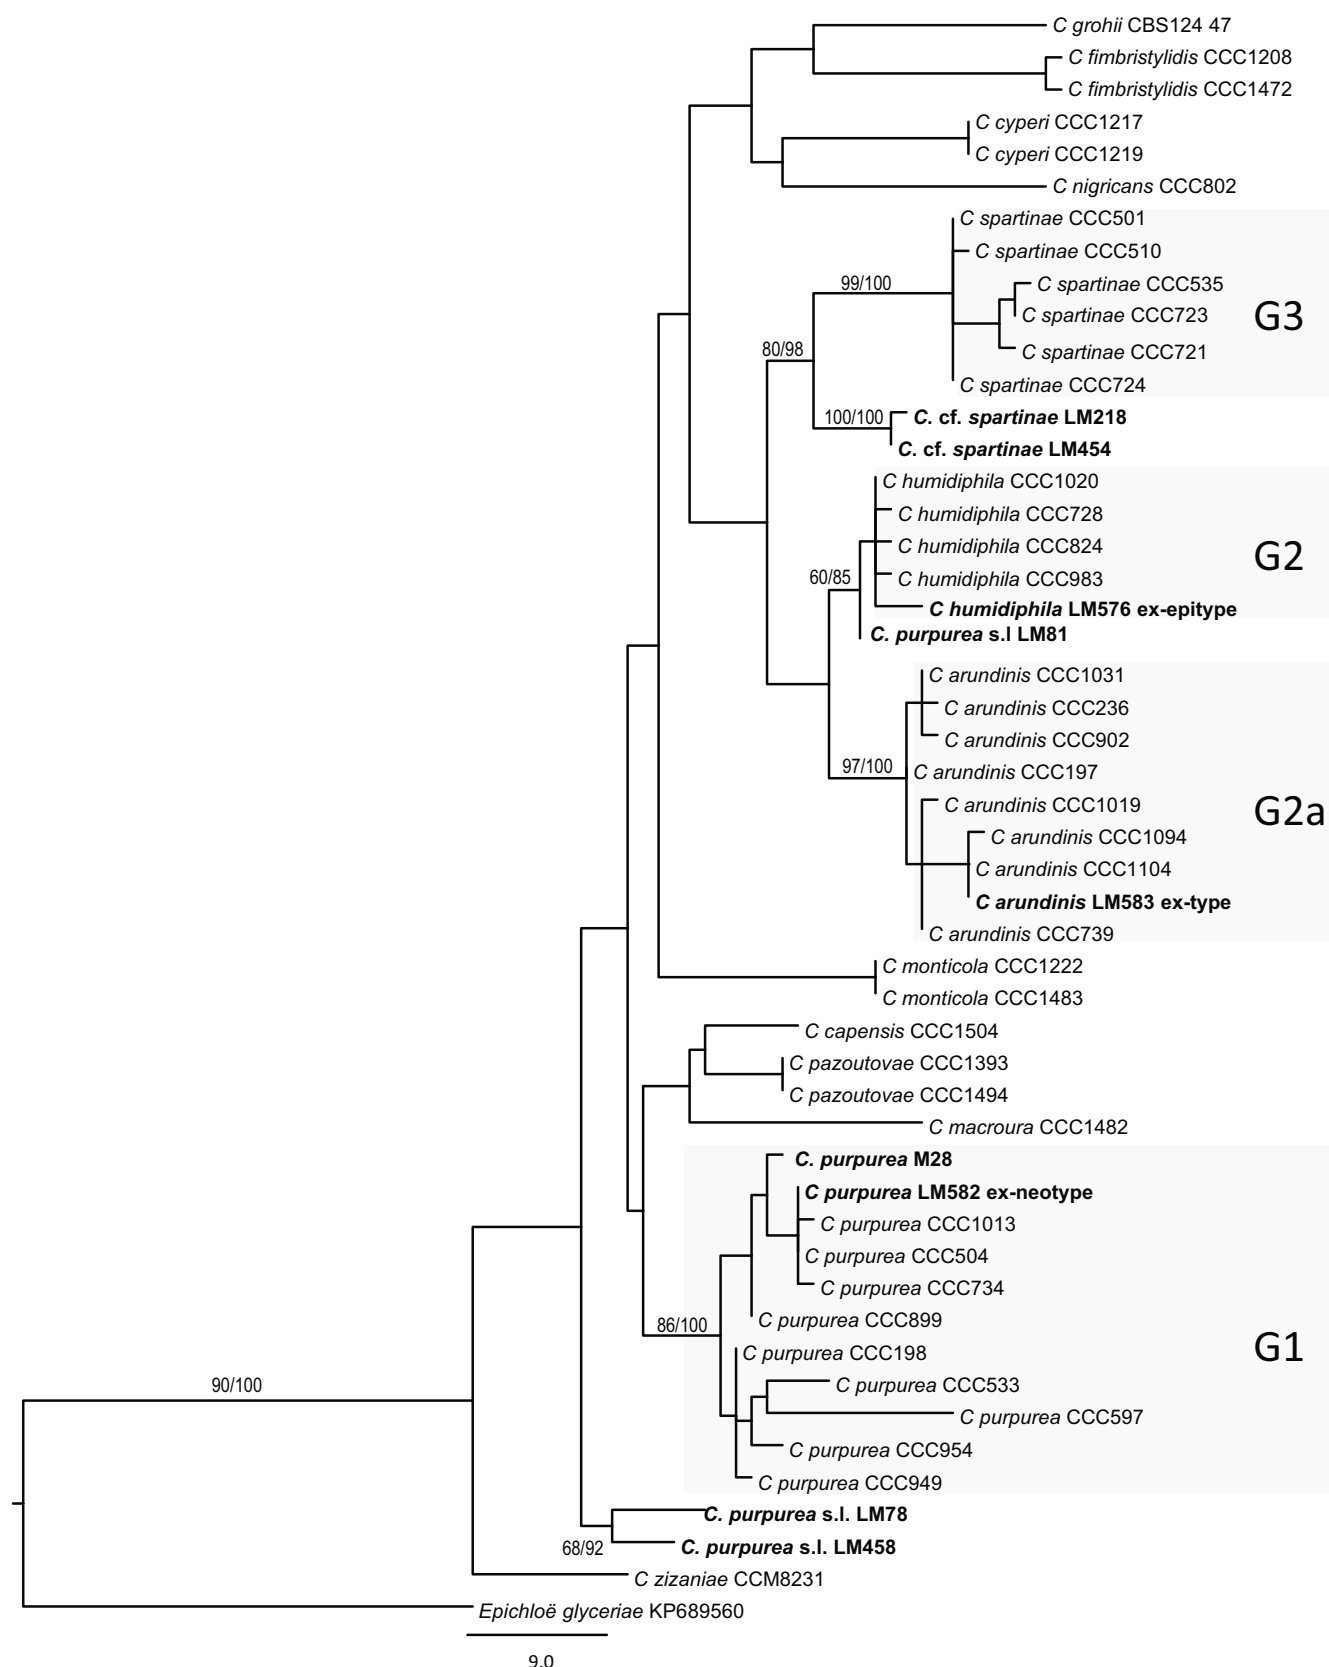 C grohii CBS124 47
C fimbristylidis CCC1208
C fimbristylidis CCC1472
C cyperi CCC1217
C cyperi CCC1219
C nigricans CCC802
C spartinae CCC501
C spartinae CCC510
99/100
C spartinae CCC535
G3
C spartinae CCC723
80/98
C spartinae CCC721
C spartinae CCC724
100/100
C. cf. spartinae LM218
C. cf. spartinae LM454
C humidiphila CCC1020
C humidiphila CCC728
C humidiphila CCC824
G2
60/85
C humidiphila CCC983
C humidiphila LM576 ex-epitype
C. purpurea s.l LM81
C arundinis CCC1031
C arundinis CCC236
C arundinis CCC902
97/100
C arundinis CCC197
C arundinis CCC1019
G2a
C arundinis CCC1094
C arundinis CCC1104
C arundinis LM583 ex-type
C arundinis CCC739
C monticola CCC1222
C monticola CCC1483
C capensis CCC1504
C pazoutovae CCC1393
C pazoutovae CCC1494
C macroura CCC1482
C. purpurea M28
C purpurea LM582 ex-neotype
C purpurea CCC1013
C purpurea CCC504
C purpurea CCC734
C purpurea CCC899
86/100
G1
C purpurea CCC198
C purpurea CCC533
90/100
C purpurea CCC597
C purpurea CCC954
C purpurea CCC949
C. purpurea s.l. LM78
68/92
C. purpurea s.l. LM458
C zizaniae CCM8231
Epichloë glyceriae KP689560
9.0